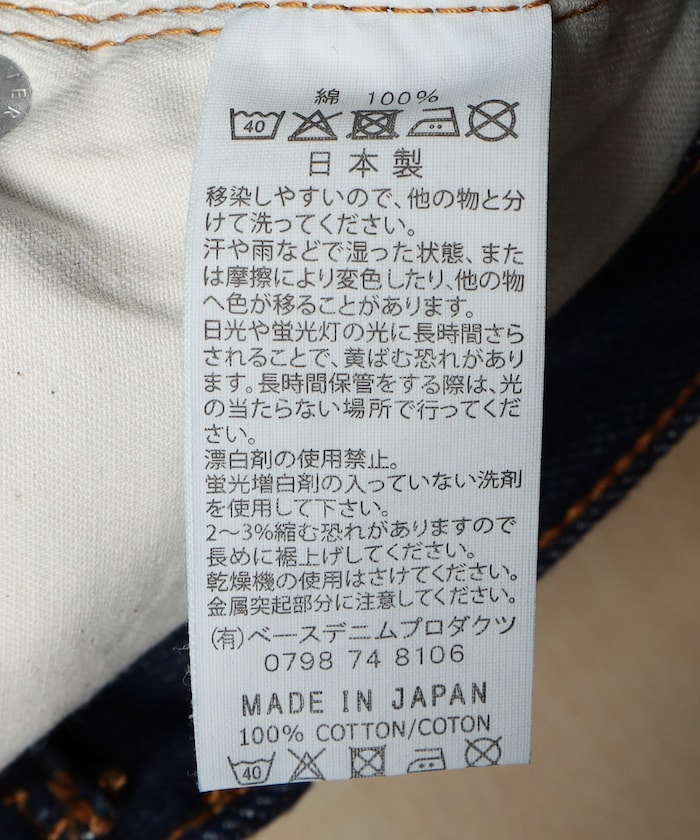 IER
綿 100%
40
日本製
移染しやすいので、他の物と分
けて洗ってください。
汗や雨などで湿った状態、また
は摩擦により変色したり、他の物
へ色が移ることがあります。
日光や蛍光灯の光に長時間さら
されることで、黄ばむ恐れがあり
ます。長時間保管をする際は、光
の当たらない場所で行ってくだ
さい。
漂白剤の使用禁止。
蛍光増白剤の入っていない洗剤
を使用して下さい。
2～3%縮む恐れがありますので
長めに裾上げしてください。
乾燥機の使用はさけてください。
金属突起部分に注意してください。
(有)ベースデニムプロダクツ
0798 74 8106
MADE IN JAPAN
100% COTTON/COTON
40